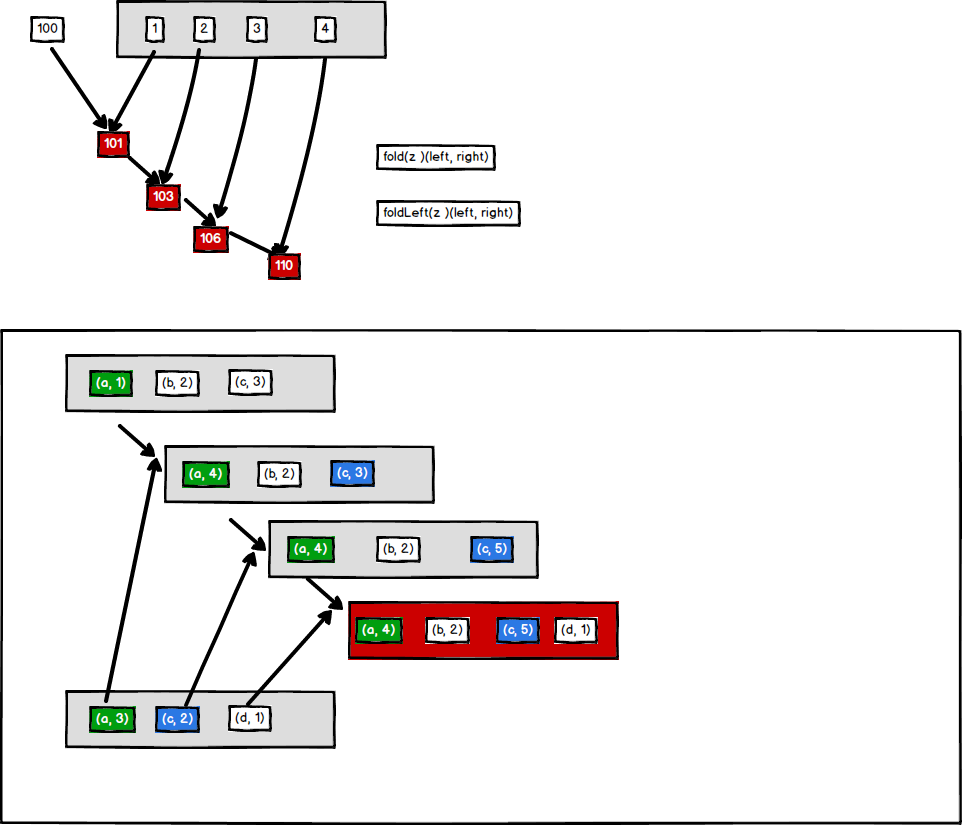 100 1 2 3 4
101
fold(z )(left, right)
103
foldLeft(z )(left, right)
106
110
(a, 1) (b, 2) (c, 3)
(a, 4) (b, 2) (c, 3)
(a, 4) (b, 2) (c, 5)
(a, 4) (b, 2) (c, 5) (d, 1)
(a, 3) (c, 2) (d, 1)